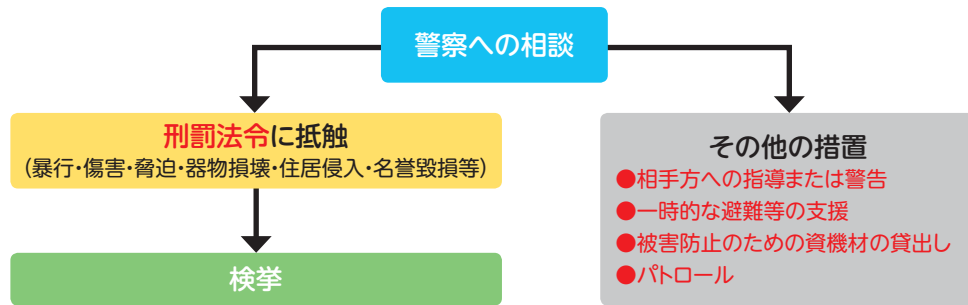 警察への相談
刑罰法令に抵触
(暴行・傷害・脅迫・器物損壊・住居侵入・名誉毀損等)
検挙
その他の措置
●相手方への指導または警告
●一時的な避難等の支援
●被害防止のための資機材の貸出し
●パトロール